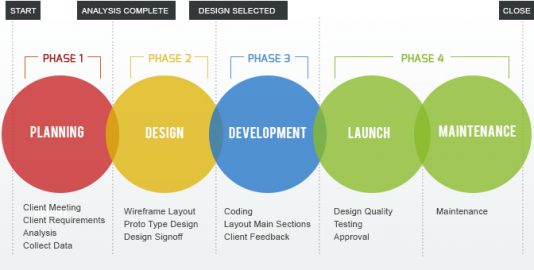 START
ANALYSIS COMPLETE
DESIGN SELECTED
CLOSE
PHASE 1
PHASE 2
PHASE 3
PHASE 4
PLANNING
DESIGN
DEVELOPMENT
LAUNCH
MAINTENANCE
Client Meeting
Client Requirements
Analysis
Collect Data
Wireframe Layout
Proto Type Design
Design Signoff
Coding
Layout Main Sections
Client Feedback
Design Quality
Testing
Approval
Maintenance